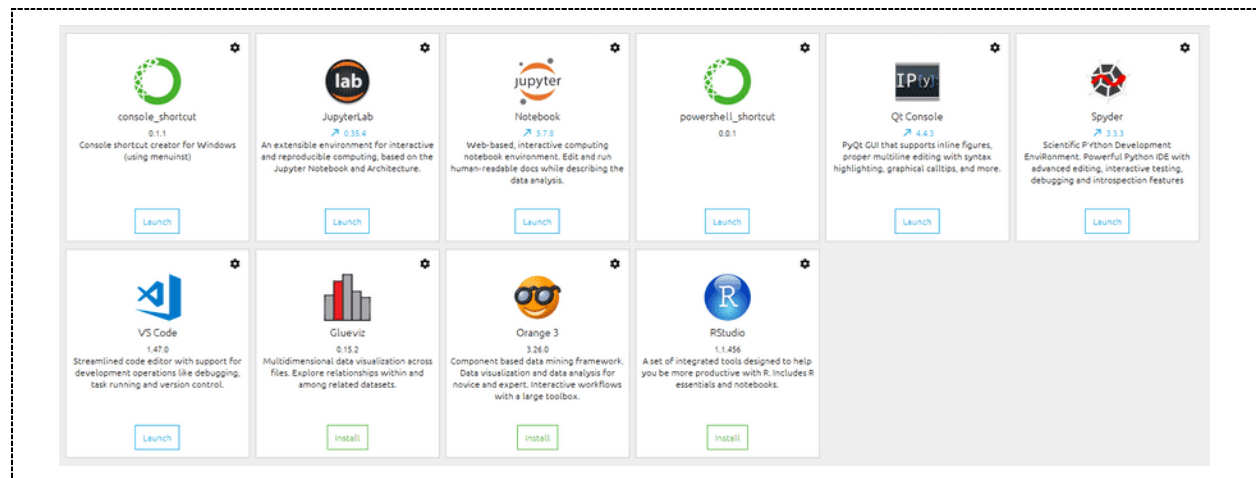 lab
jupyter
IP[y]:
console_shortcut
0.1.1
Console shortcut creator for Windows
(using menuinst)
Launch
JupyterLab
0.35.4
An extensible environment for interactive
and reproducible computing, based on the
Jupyter Notebook and Architecture.
Launch
Notebook
5.7.8
Web-based, interactive computing
notebook environment. Edit and run
human-readable docs while describing the
data analysis.
Launch
powershell_shortcut
0.0.1
Launch
Qt Console
4.4.3
PyQt GUI that supports inline figures,
proper multiline editing with syntax
highlighting, graphical calltips, and more.
Launch
Spyder
3.3.3
Scientific PYthon Development
EnviRonment. Powerful Python IDE with
advanced editing, interactive testing,
debugging and introspection features
Launch
VS Code
1.47.0
Streamlined code editor with support for
development operations like debugging,
task running and version control.
Launch
Glueviz
0.15.2
Multidimensional data visualization across
files. Explore relationships within and
among related datasets.
Install
Orange 3
3.26.0
Component based data mining framework.
Data visualization and data analysis for
novice and expert. Interactive workflows
with a large toolbox.
Install
R
RStudio
1.1.456
A set of integrated tools designed to help
you be more productive with R. Includes R
essentials and notebooks.
Install